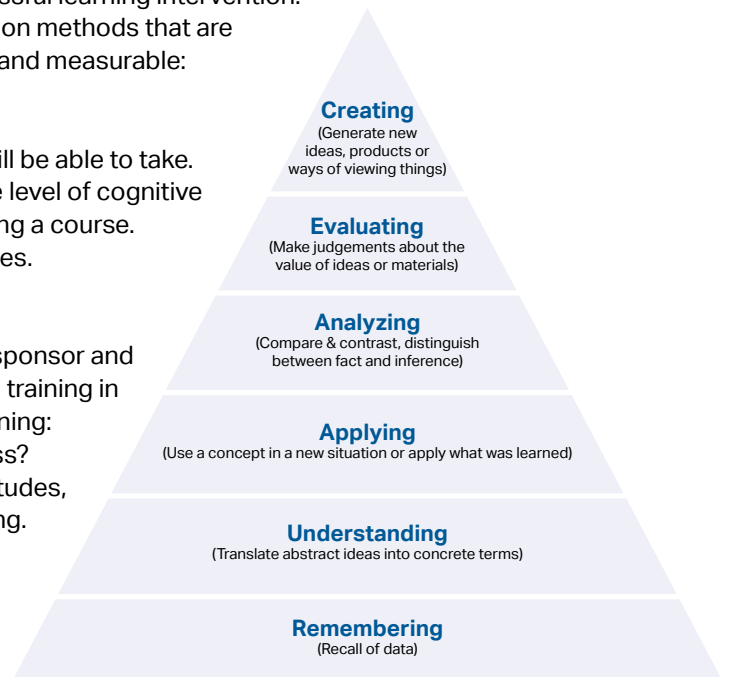 ssful learning intervention.
on methods that are
and measurable:
ill be able to take.
e level of cognitive
ng a course.
es.
sponsor and
training in
ning:
ss?
tudes,
ng.
Creating
(Generate new
ideas, products or
ways of viewing things)
Evaluating
(Make judgements about the
value of ideas or materials)
Analyzing
(Compare & contrast, distinguish
between fact and inference)
Applying
(Use a concept in a new situation or apply what was learned)
Understanding
(Translate abstract ideas into concrete terms)
Remembering
(Recall of data)